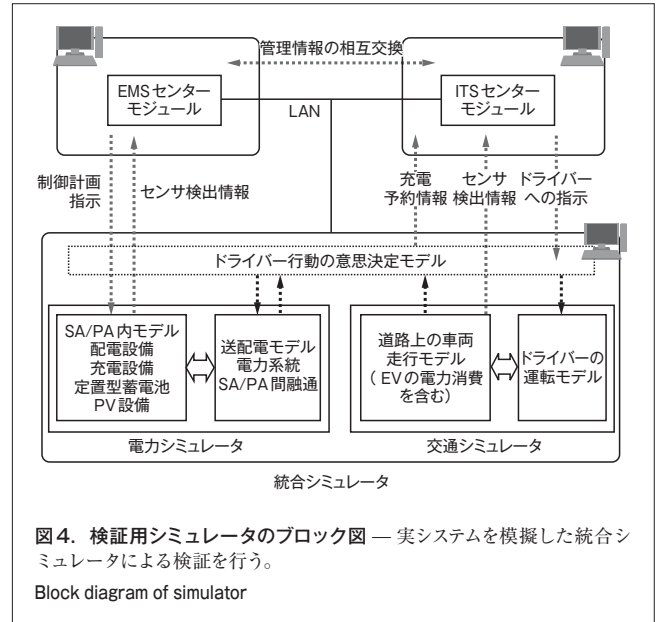 管理情報の相互交換
EMSセンター
モジュール
ITSセンター
モジュール
LAN
制御計画
指示
センサ検出情報
充電
予約情報
センサ
検出情報
ドライバー
への指示
ドライバー行動の意思決定モデル
SA/PA内モデル
配電設備
充電設備
定置型蓄電池
PV設備
送配電モデル
電力系統
SA/PA間融通
道路上の車両
走行モデル
(EVの電力消費
を含む)
ドライバーの
運転モデル
電力シミュレータ
交通シミュレータ
統合シミュレータ
図4. 検証用シミュレータのブロック図 — 実システムを模擬した統合シ
ミュレータによる検証を行う。
Block diagram of simulator